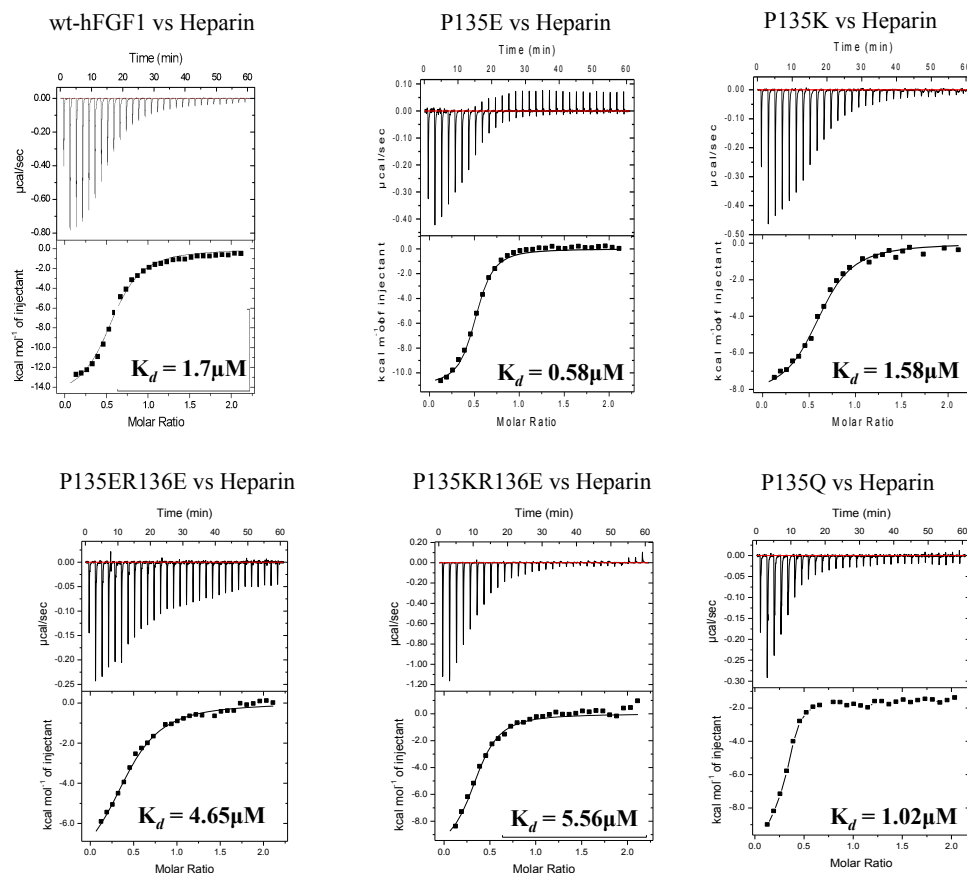 wt-hFGF1 vs Heparin
Time (min)
0 10 20 30 40 50 60
0.00
-0.20
-0.40
-0.60
-0.80
µcal/sec
0.0
-2.0
-4.0
-6.0
-8.0
-10.0
-12.0
-14.0
kcal mol⁻¹ of injectant
K_d = 1.7µM
0.0 0.5 1.0 1.5 2.0
Molar Ratio
P135E vs Heparin
Time (min)
0 10 20 30 40 50 60
0.10
0.00
-0.10
-0.20
-0.30
-0.40
µcal/sec
0.0
-2.0
-4.0
-6.0
-8.0
-10.0
K_d = 0.58µM
0.0 0.5 1.0 1.5 2.0
Molar Ratio
P135K vs Heparin
Time (min)
0 10 20 30 40 50 60
0.00
-0.10
-0.20
-0.30
-0.40
-0.50
µcal/sec
0.0
-2.0
-4.0
-6.0
-8.0
K_d = 1.58µM
0.0 0.5 1.0 1.5 2.0
Molar Ratio
P135ER136E vs Heparin
Time (min)
0 10 20 30 40 50 60
0.00
-0.05
-0.10
-0.15
-0.20
-0.25
µcal/sec
0.0
-2.0
-4.0
-6.0
kcal mol⁻¹ of injectant
K_d = 4.65µM
0.0 0.5 1.0 1.5 2.0
Molar Ratio
P135KR136E vs Heparin
Time (min)
0 10 20 30 40 50 60
0.20
0.00
-0.20
-0.40
-0.60
-0.80
-1.00
-1.20
µcal/sec
0.0
-2.0
-4.0
-6.0
-8.0
kcal mol⁻¹ of injectant
K_d = 5.56µM
0.0 0.5 1.0 1.5 2.0
Molar Ratio
P135Q vs Heparin
Time (min)
0 10 20 30 40 50 60
0.00
-0.05
-0.10
-0.15
-0.20
-0.25
-0.30
µcal/sec
-2.0
-4.0
-6.0
-8.0
kcal mol⁻¹ of injectant
K_d = 1.02µM
0.0 0.5 1.0 1.5 2.0
Molar Ratio